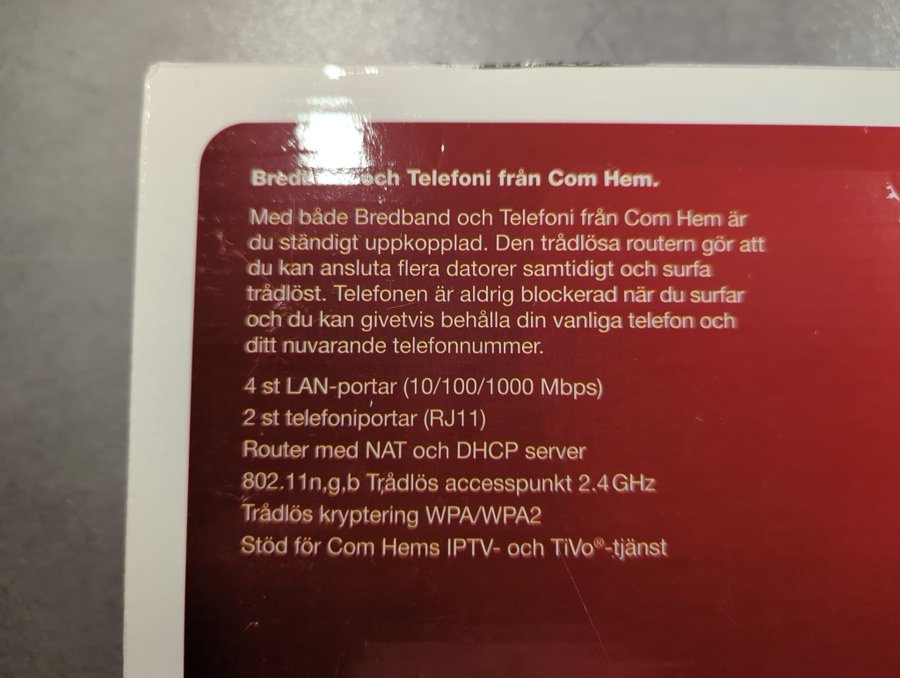 Bredband och Telefoni från Com Hem.
Med både Bredband och Telefoni från Com Hem är
du ständigt uppkopplad. Den trådlösa routern gör att
du kan ansluta flera datorer samtidigt och surfa
trådlöst. Telefonen är aldrig blockerad när du surfar
och du kan givetvis behålla din vanliga telefon och
ditt nuvarande telefonnummer.
4 st LAN-portar (10/100/1000 Mbps)
2 st telefoniportar (RJ11)
Router med NAT och DHCP server
802.11n,g,b Trådlös accesspunkt 2.4 GHz
Trådlös kryptering WPA/WPA2
Stöd för Com Hems IPTV- och TiVo®-tjänst